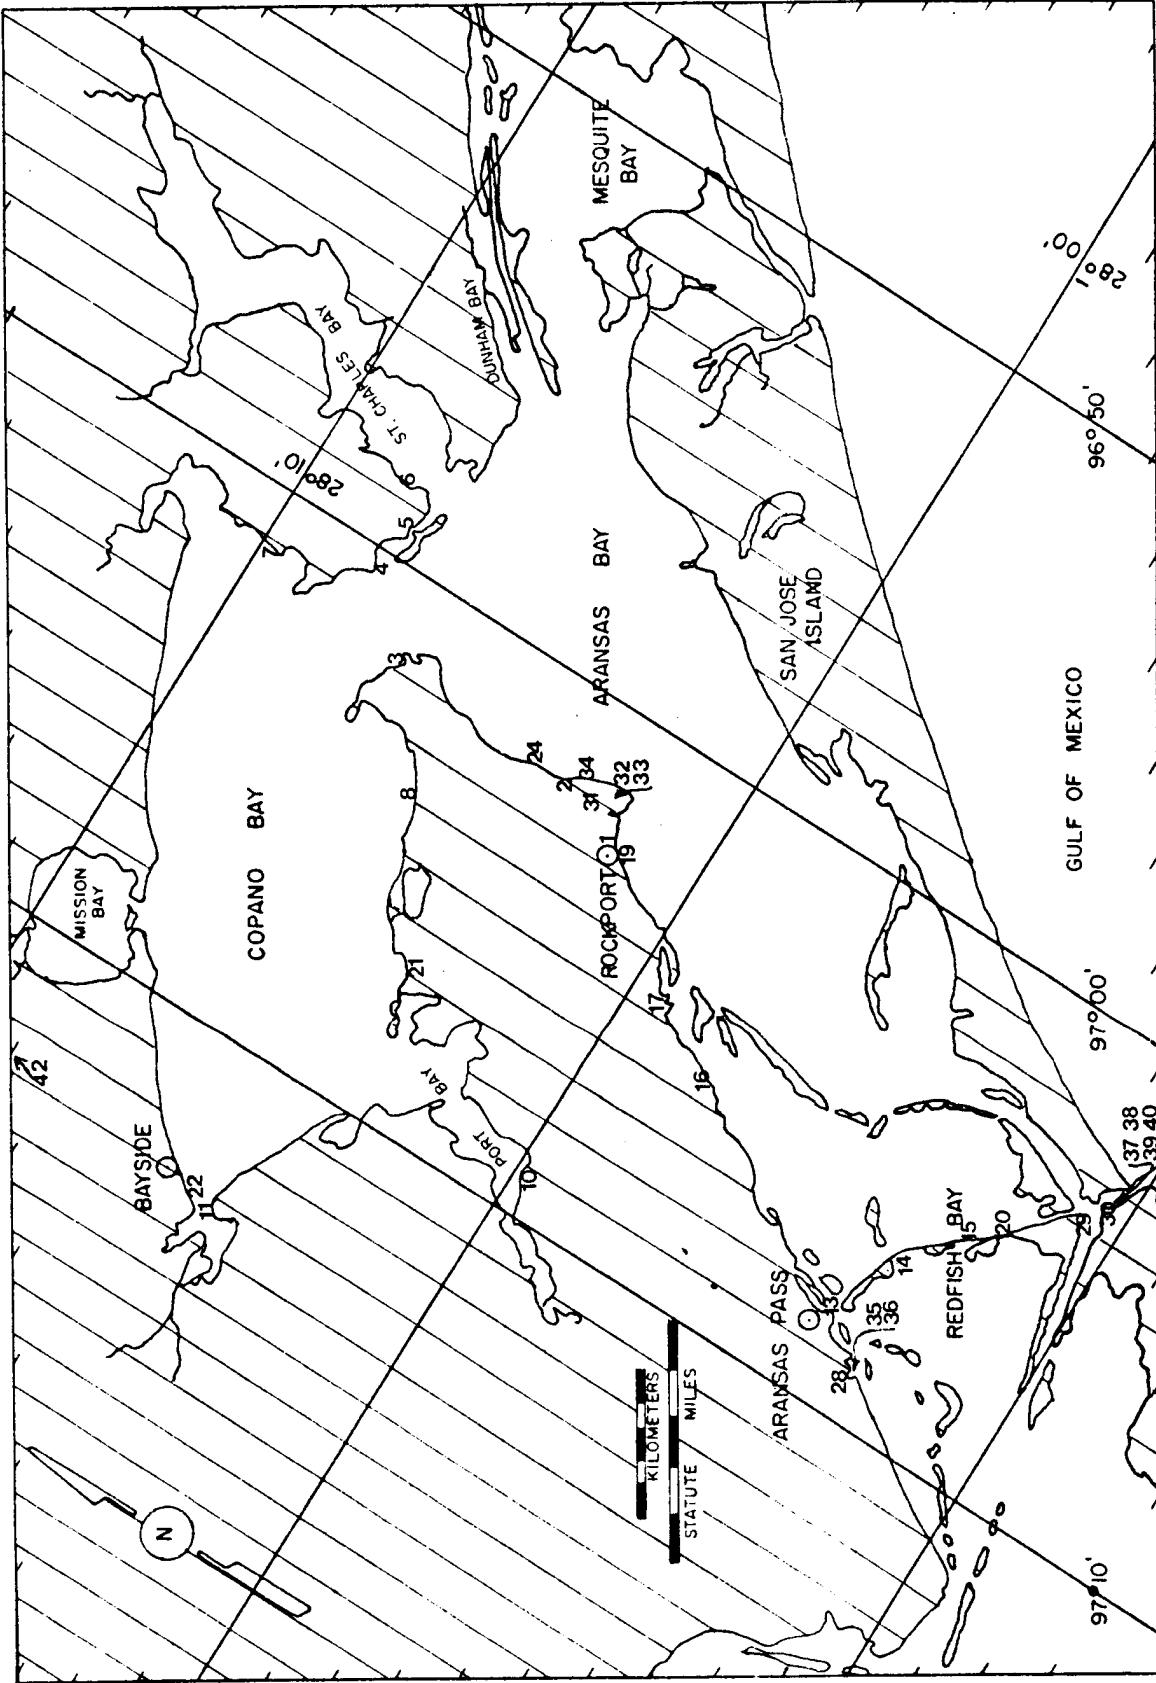 MISSION
BAY
42
BAYSIDE
22
11
COPANO BAY
ST. CHARLES BAY
28° 10'
DUNHAM BAY
MESQUITE
BAY
7
6
5
4
3
8
21
PORT BAY
10
ARANSAS BAY
24
2
34
31
32
33
ROCKPORT
1
19
17
16
SAN JOSE
ISLAND
28° 00'
96° 50'
GULF OF MEXICO
97° 00'
ARANSAS PASS
13
28
35
36
14
REDFISH BAY
15
20
29
30
37 38
39 40
97° 10'
KILOMETERS
STATUTE MILES
N